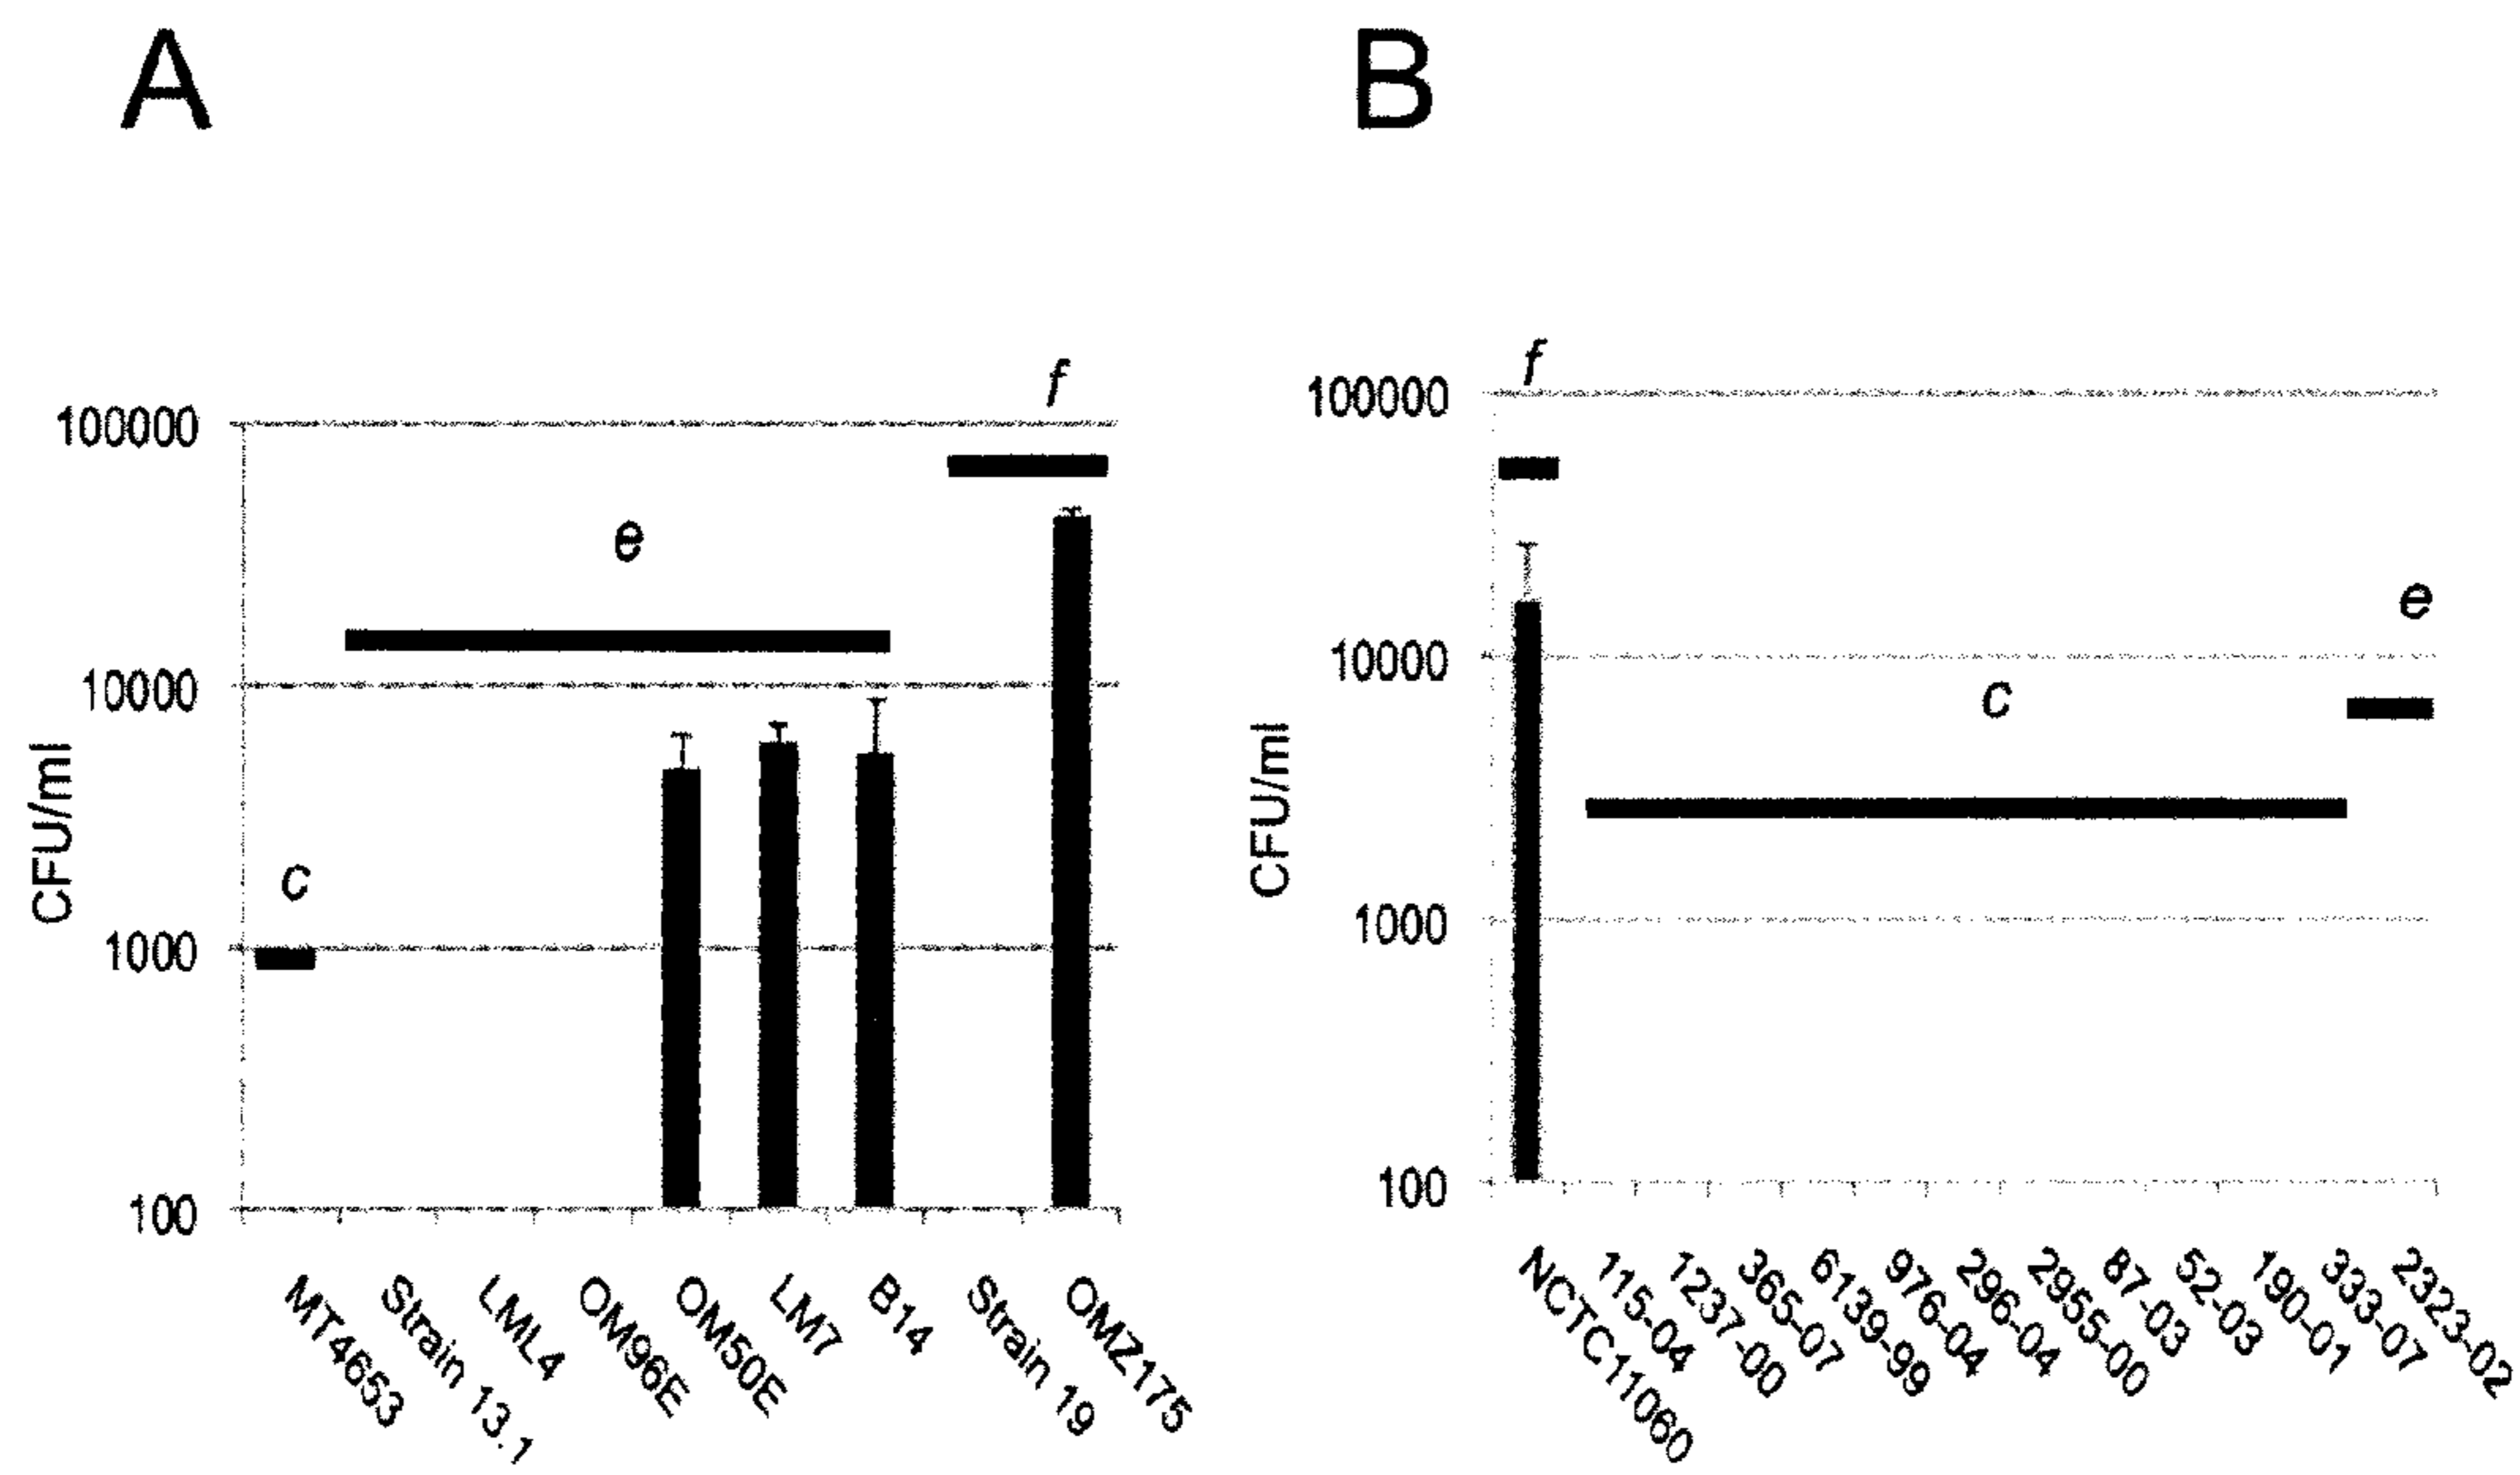 A
B
f
100000
e
10000
CFU/ml
c
1000
100
MT4653
Strain 13.1
LML4
OM96E
OM50E
LM7
B14
Strain 19
OMZ175
f
100000
e
10000
c
CFU/ml
1000
100
NCTC11060
115-04
1237-00
365-07
6139-99
976-04
296-04
2955-00
87-03
52-03
190-01
333-07
2323-02